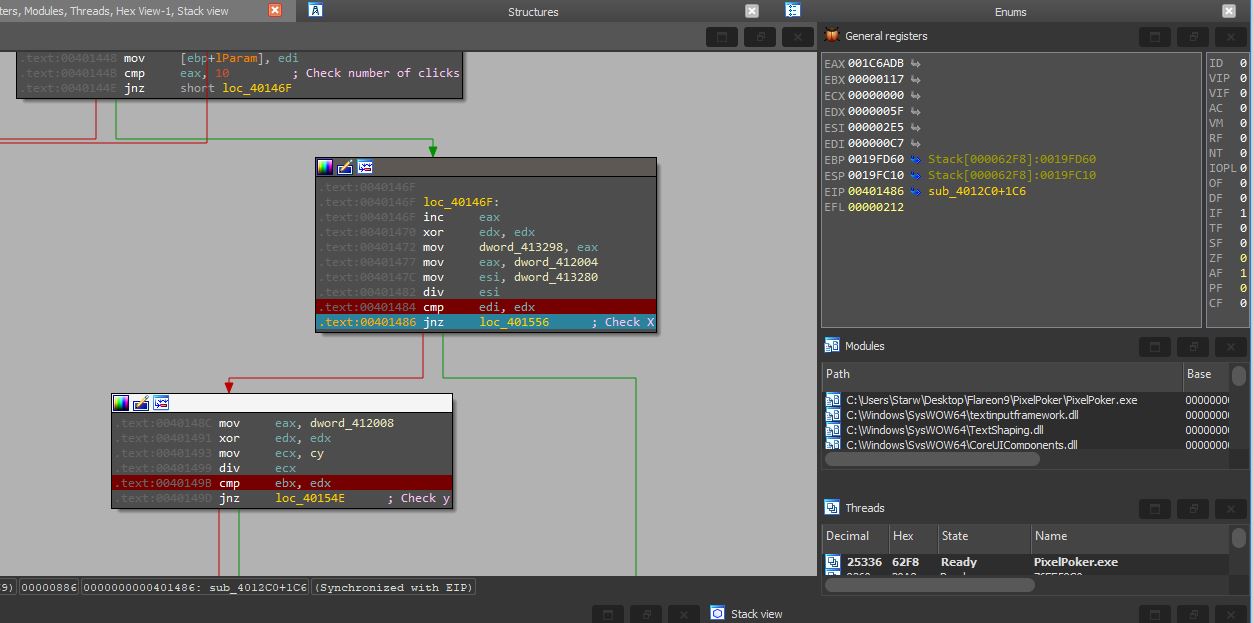 ters, Modules, Threads, Hex View-1, Stack view
Structures
Enums
.text:00401448 mov [ebp+lParam], edi
.text:0040144B cmp eax, 10 ; Check number of clicks
.text:0040144E jnz short loc_40146F
.text:0040146F
.text:0040146F loc_40146F:
.text:0040146F inc eax
.text:00401470 xor edx, edx
.text:00401472 mov dword_413298, eax
.text:00401477 mov eax, dword_412004
.text:0040147C mov esi, dword_413280
.text:00401482 div esi
.text:00401484 cmp edi, edx
.text:00401486 jnz loc_401556 ; Check X
.text:0040148C mov eax, dword_412008
.text:00401491 xor edx, edx
.text:00401493 mov ecx, cy
.text:00401499 div ecx
.text:0040149B cmp ebx, edx
.text:0040149D jnz loc_40154E ; Check y
9) 00000886 0000000000401486: sub_4012C0+1C6 (Synchronized with EIP)
General registers
EAX 001C6ADB
EBX 00000117
ECX 00000000
EDX 0000005F
ESI 000002E5
EDI 000000C7
EBP 0019FD60 Stack[000062F8]:0019FD60
ESP 0019FC10 Stack[000062F8]:0019FC10
EIP 00401486 sub_4012C0+1C6
EFL 00000212
ID 0
VIP 0
VIF 0
AC 0
VM 0
RF 0
NT 0
IOPL 0
OF 0
DF 0
IF 1
TF 0
SF 0
ZF 0
AF 1
PF 0
CF 0
Modules
Path Base
C:\Users\Starw\Desktop\Flareon9\PixelPoker\PixelPoker.exe 00000000
C:\Windows\SysWOW64\textinputframework.dll 00000000
C:\Windows\SysWOW64\TextShaping.dll 00000000
C:\Windows\SysWOW64\CoreUIComponents.dll 00000000
Threads
Decimal Hex State Name
25336 62F8 Ready PixelPoker.exe
Stack view